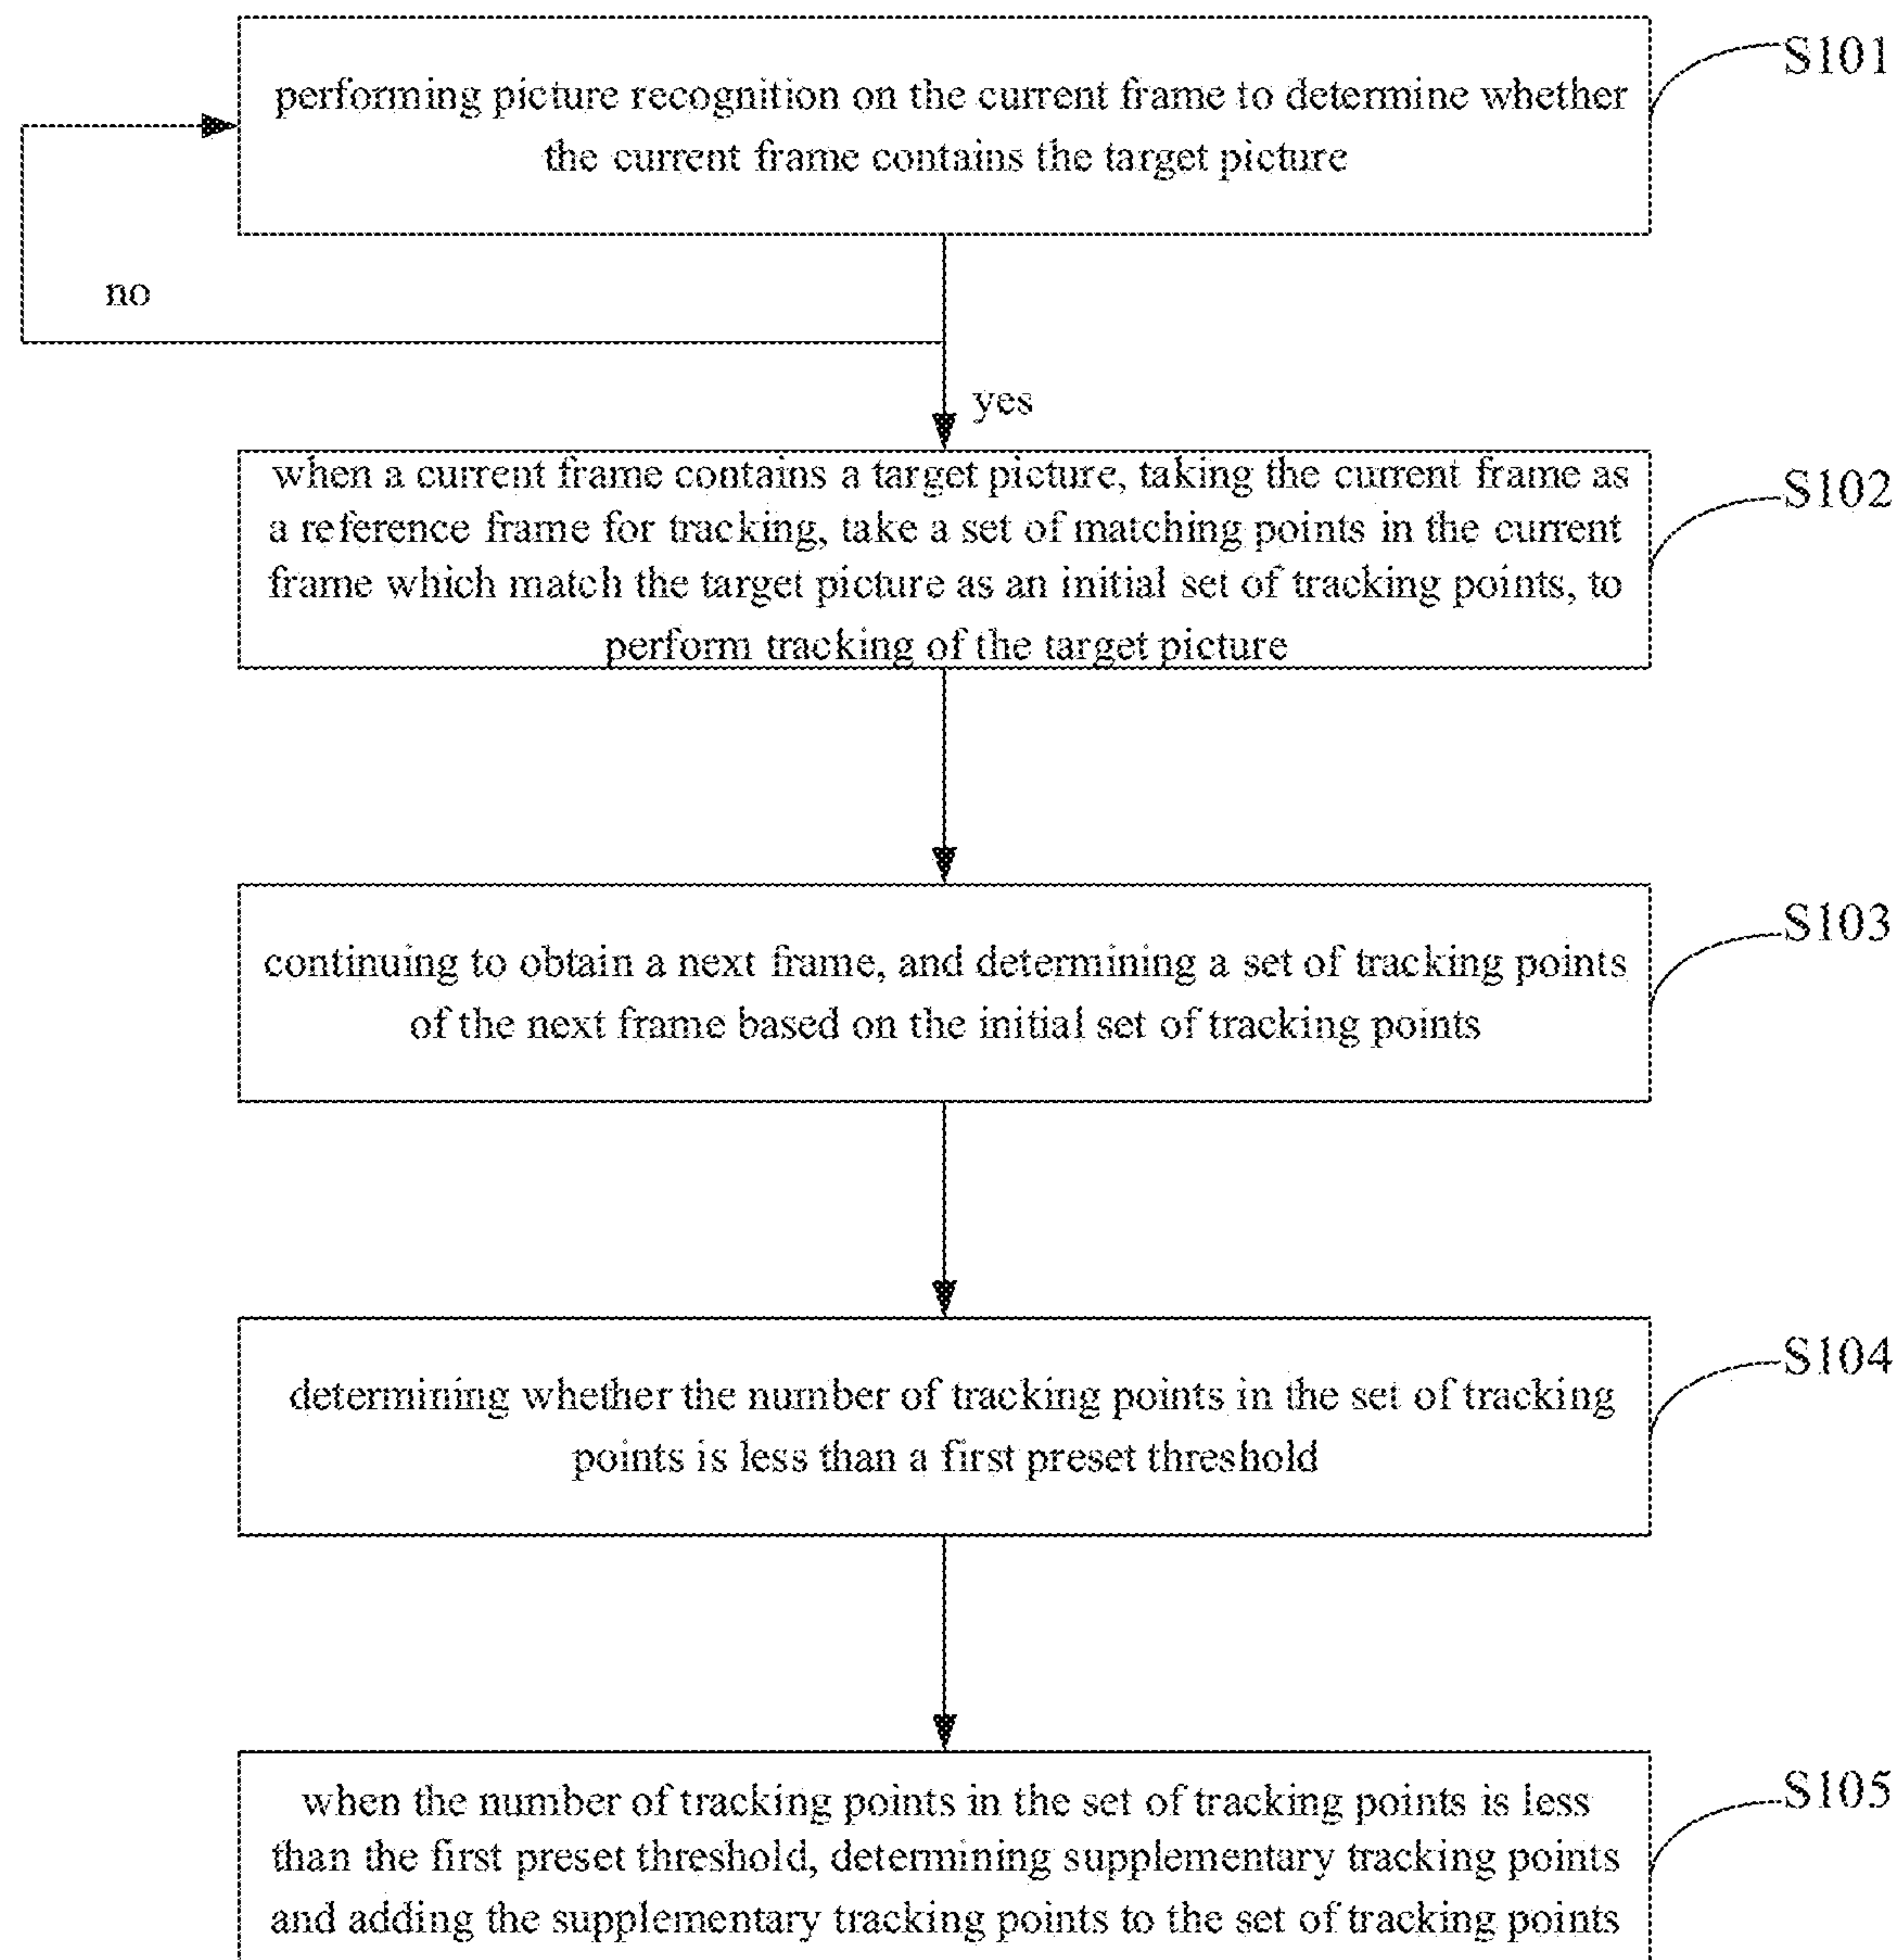 performing picture recognition on the current frame to determine whether
the current frame contains the target picture
S101
no
yes
when a current frame contains a target picture, taking the current frame as
a reference frame for tracking, take a set of matching points in the current
frame which match the target picture as an initial set of tracking points, to
perform tracking of the target picture
S102
continuing to obtain a next frame, and determining a set of tracking points
of the next frame based on the initial set of tracking points
S103
determining whether the number of tracking points in the set of tracking
points is less than a first preset threshold
S104
when the number of tracking points in the set of tracking points is less
than the first preset threshold, determining supplementary tracking points
and adding the supplementary tracking points to the set of tracking points
S105